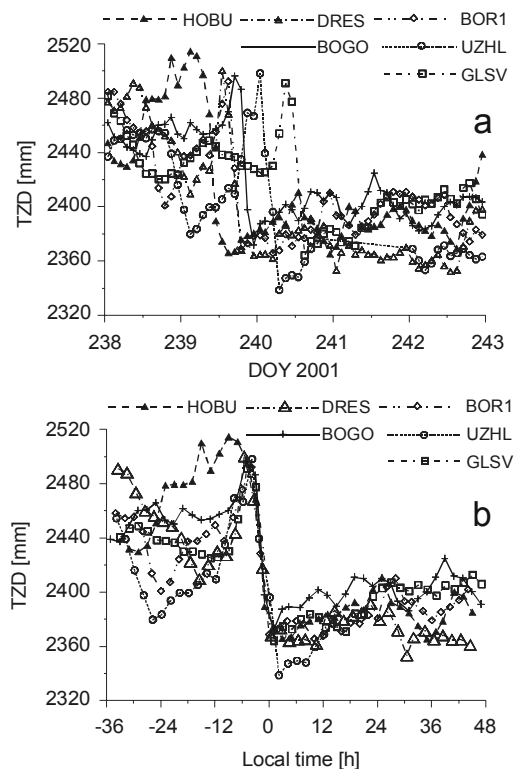 HOBU DRES BOR1
BOGO UZHL
GLSV
2520
2480
2440
2400
2360
2320
TZD [mm]
a
238 239 240 241 242 243
DOY 2001
HOBU DRES BOR1
BOGO UZHL
GLSV
2520
2480
2440
2400
2360
2320
TZD [mm]
b
-36 -24 -12 0 12 24 36 48
Local time [h]